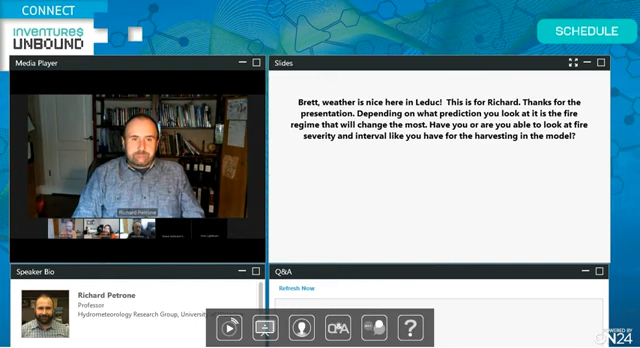 CONNECT
INVENTURES
UNBOUND
SCHEDULE
Media Player
Richard Petrone
Slides
Brett, weather is nice here in Leduc! This is for Richard. Thanks for the
presentation. Depending on what prediction you look at it is the fire
regime that will change the most. Have you or are you able to look at fire
severity and interval like you have for the harvesting in the model?
Speaker Bio
Richard Petrone
Professor
Hydrometeorology Research Group, University
Q&A
Refresh Now
Q&A
?
POWERED BY
ON24